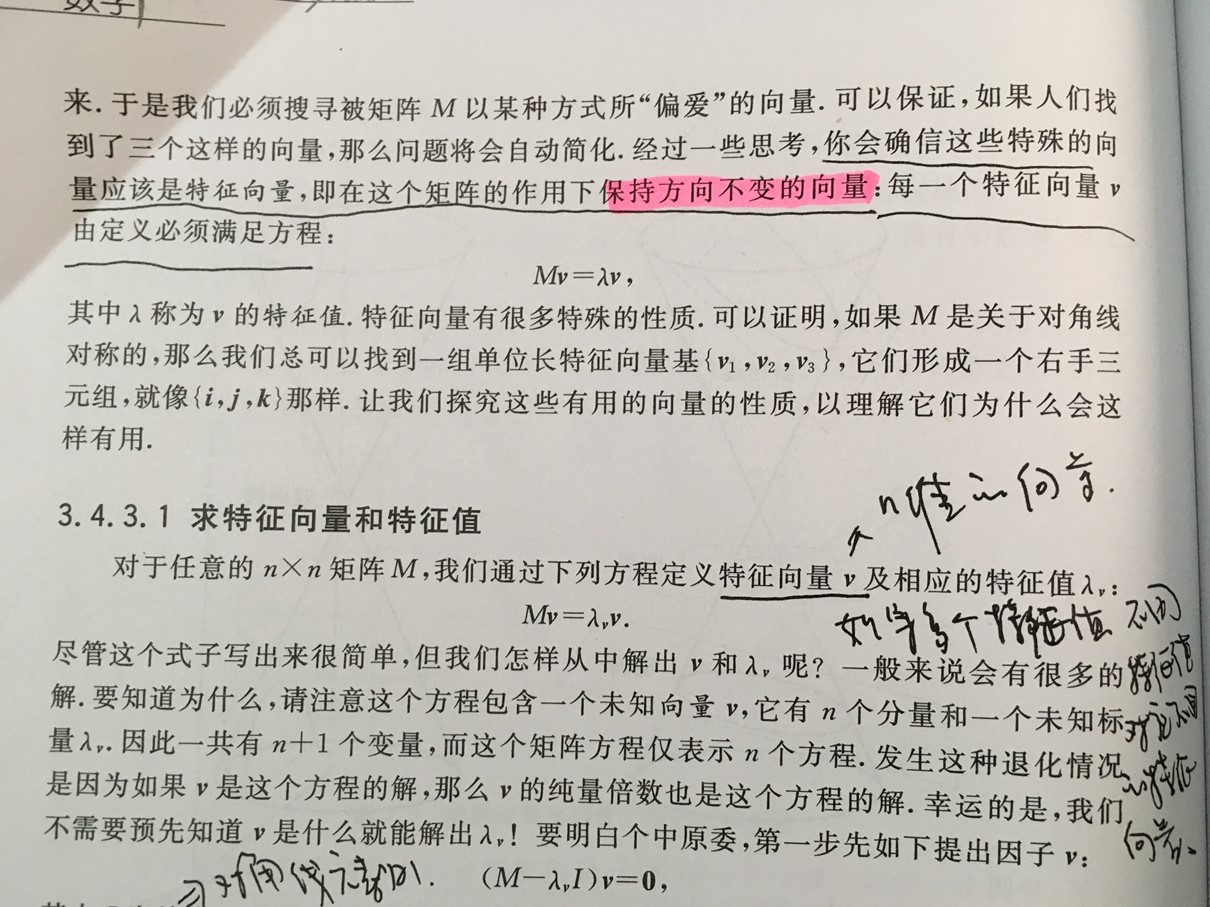 数学
来. 于是我们必须搜寻被矩阵 M 以某种方式所“偏爱”的向量. 可以保证,如果人们找
到了三个这样的向量,那么问题将会自动简化. 经过一些思考,你会确信这些特殊的向
量应该是特征向量,即在这个矩阵的作用下保持方向不变的向量:每一个特征向量 v
由定义必须满足方程:
Mv=λv,
其中 λ 称为 v 的特征值. 特征向量有很多特殊的性质. 可以证明,如果 M 是关于对角线
对称的,那么我们总可以找到一组单位长特征向量基{v₁,v₂,v₃},它们形成一个右手三
元组,就像{i,j,k}那样. 让我们探究这些有用的向量的性质,以理解它们为什么会这
样有用.
n维的向量.
3.4.3.1 求特征向量和特征值
对于任意的 n×n 矩阵 M,我们通过下列方程定义特征向量 v 及相应的特征值 λᵥ:
Mv=λᵥv.
多个特征值 不同
特征值
对应不同
的特征
向量.
尽管这个式子写出来很简单,但我们怎样从中解出 v 和 λᵥ 呢? 一般来说会有很多的
解. 要知道为什么,请注意这个方程包含一个未知向量 v,它有 n 个分量和一个未知标
量 λᵥ. 因此一共有 n+1 个变量,而这个矩阵方程仅表示 n 个方程. 发生这种退化情况
是因为如果 v 是这个方程的解,那么 v 的纯量倍数也是这个方程的解. 幸运的是,我们
不需要预先知道 v 是什么就能解出 λᵥ! 要明白个中原委,第一步先如下提出因子 v:
对角线元素
(M−λᵥI)v=0,